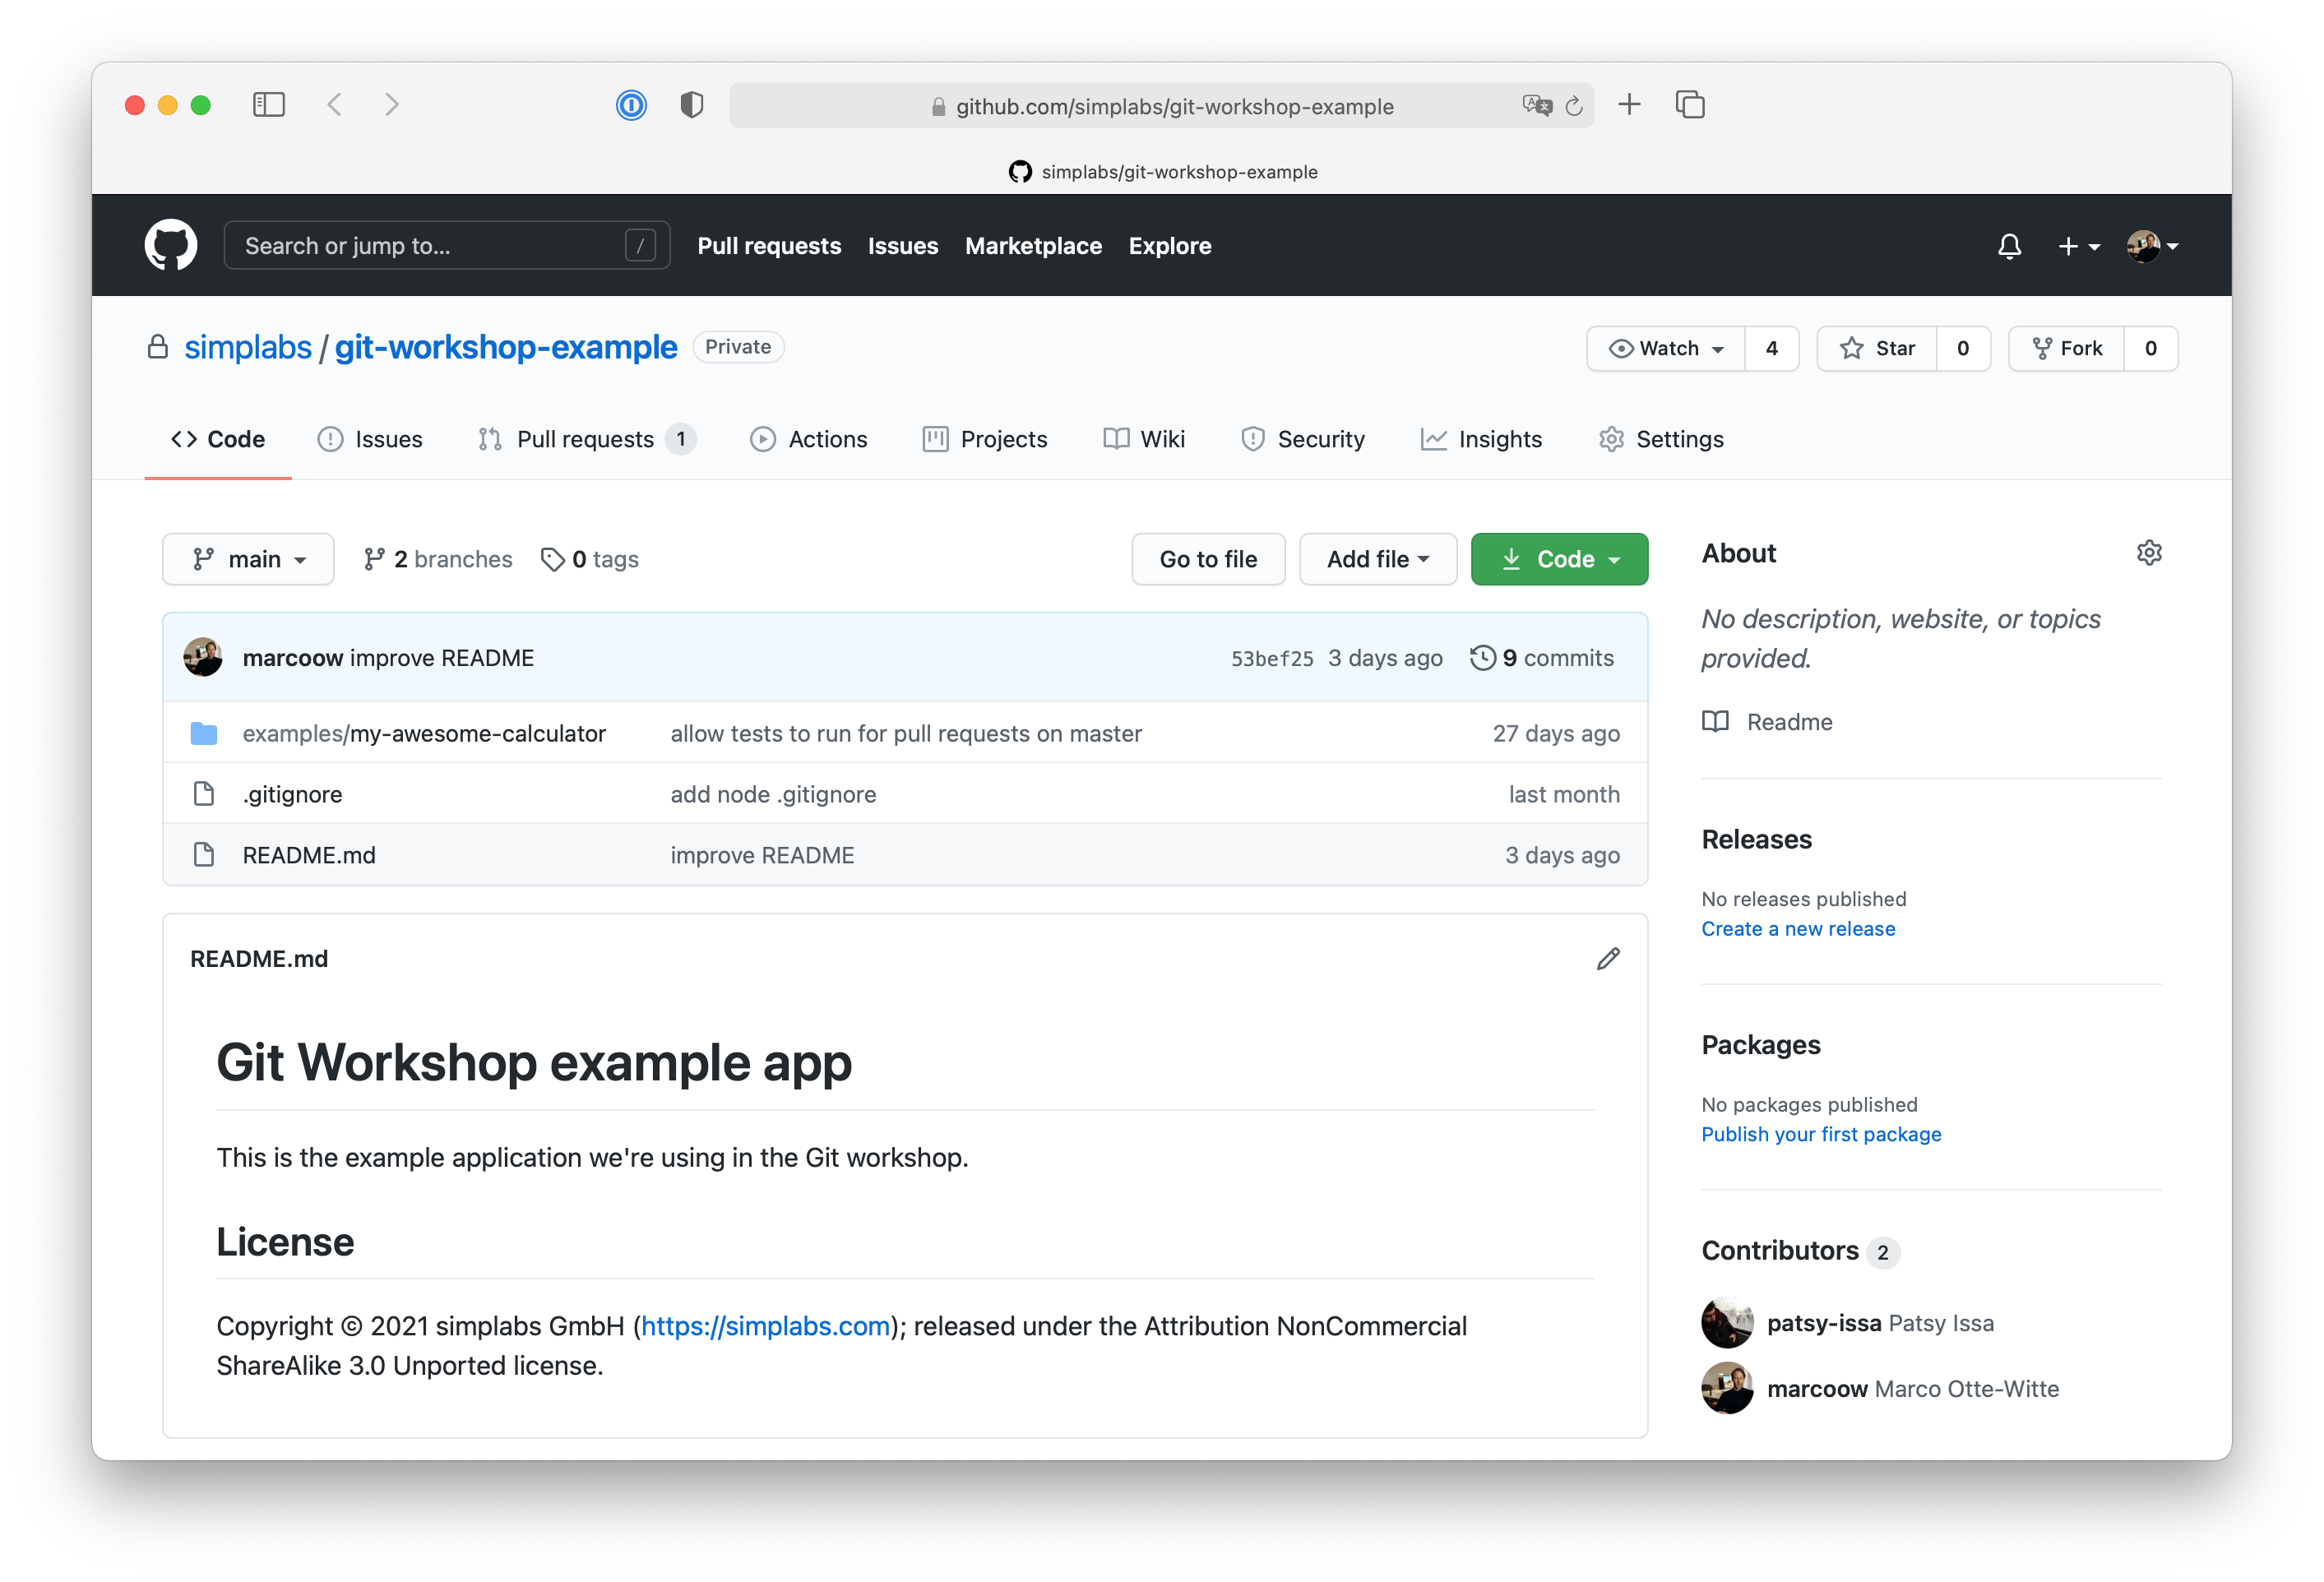 github.com/simplabs/git-workshop-example
simplabs/git-workshop-example
Search or jump to... / Pull requests Issues Marketplace Explore
simplabs / git-workshop-example Private Watch 4 Star 0 Fork 0
Code Issues Pull requests 1 Actions Projects Wiki Security Insights Settings
main 2 branches 0 tags Go to file Add file Code
marcoow improve README 53bef25 3 days ago 9 commits
examples/my-awesome-calculator allow tests to run for pull requests on master 27 days ago
.gitignore add node .gitignore last month
README.md improve README 3 days ago
README.md
Git Workshop example app
This is the example application we're using in the Git workshop.
License
Copyright © 2021 simplabs GmbH (https://simplabs.com); released under the Attribution NonCommercial
ShareAlike 3.0 Unported license.
About
No description, website, or topics
provided.
Readme
Releases
No releases published
Create a new release
Packages
No packages published
Publish your first package
Contributors 2
patsy-issa Patsy Issa
marcoow Marco Otte-Witte